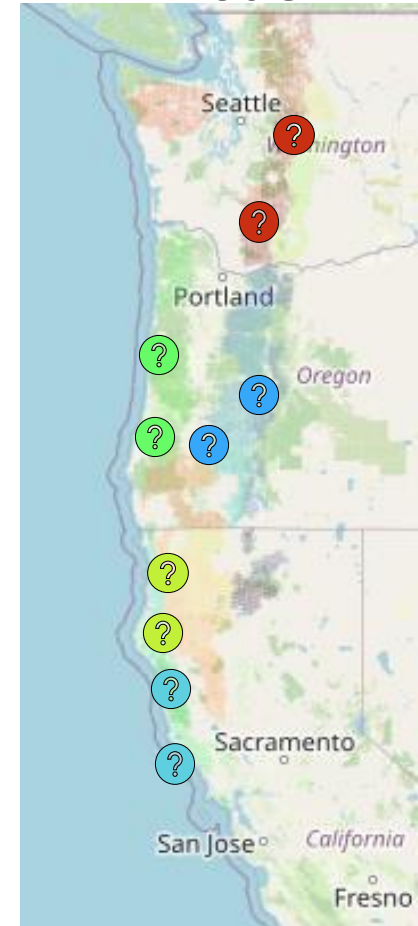 Seattle
Washington
?
?
Portland
?
Oregon
?
?
?
?
?
?
Sacramento
?
San Jose
California
Fresno